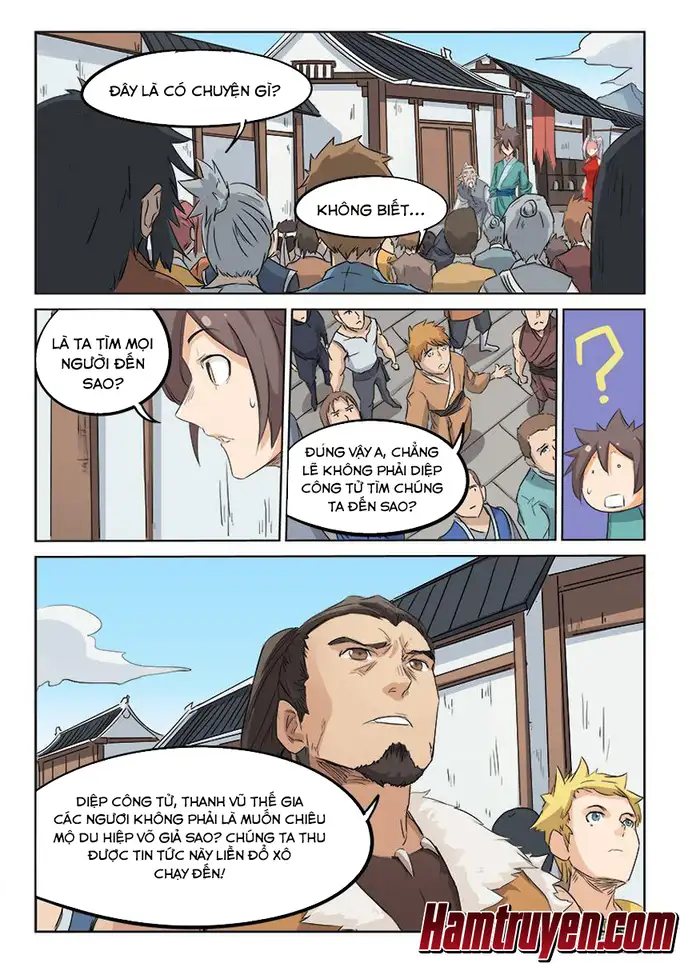 ĐÂY LÀ CÓ CHUYỆN GÌ?
KHÔNG BIẾT...
LÀ TA TÌM MỌI
NGƯỜI ĐẾN
SAO?
ĐÚNG VẬY A, CHẲNG
LẼ KHÔNG PHẢI DIỆP
CÔNG TỬ TÌM CHÚNG
TA ĐẾN SAO?
?
DIỆP CÔNG TỬ, THANH VŨ THẾ GIA
CÁC NGƯƠI KHÔNG PHẢI LÀ MUỐN CHIÊU
MỘ DU HIỆP VÕ GIẢ SAO? CHÚNG TA THU
ĐƯỢC TIN TỨC NÀY LIỀN ĐỔ XÔ
CHẠY ĐẾN!
Hamtruyen.com